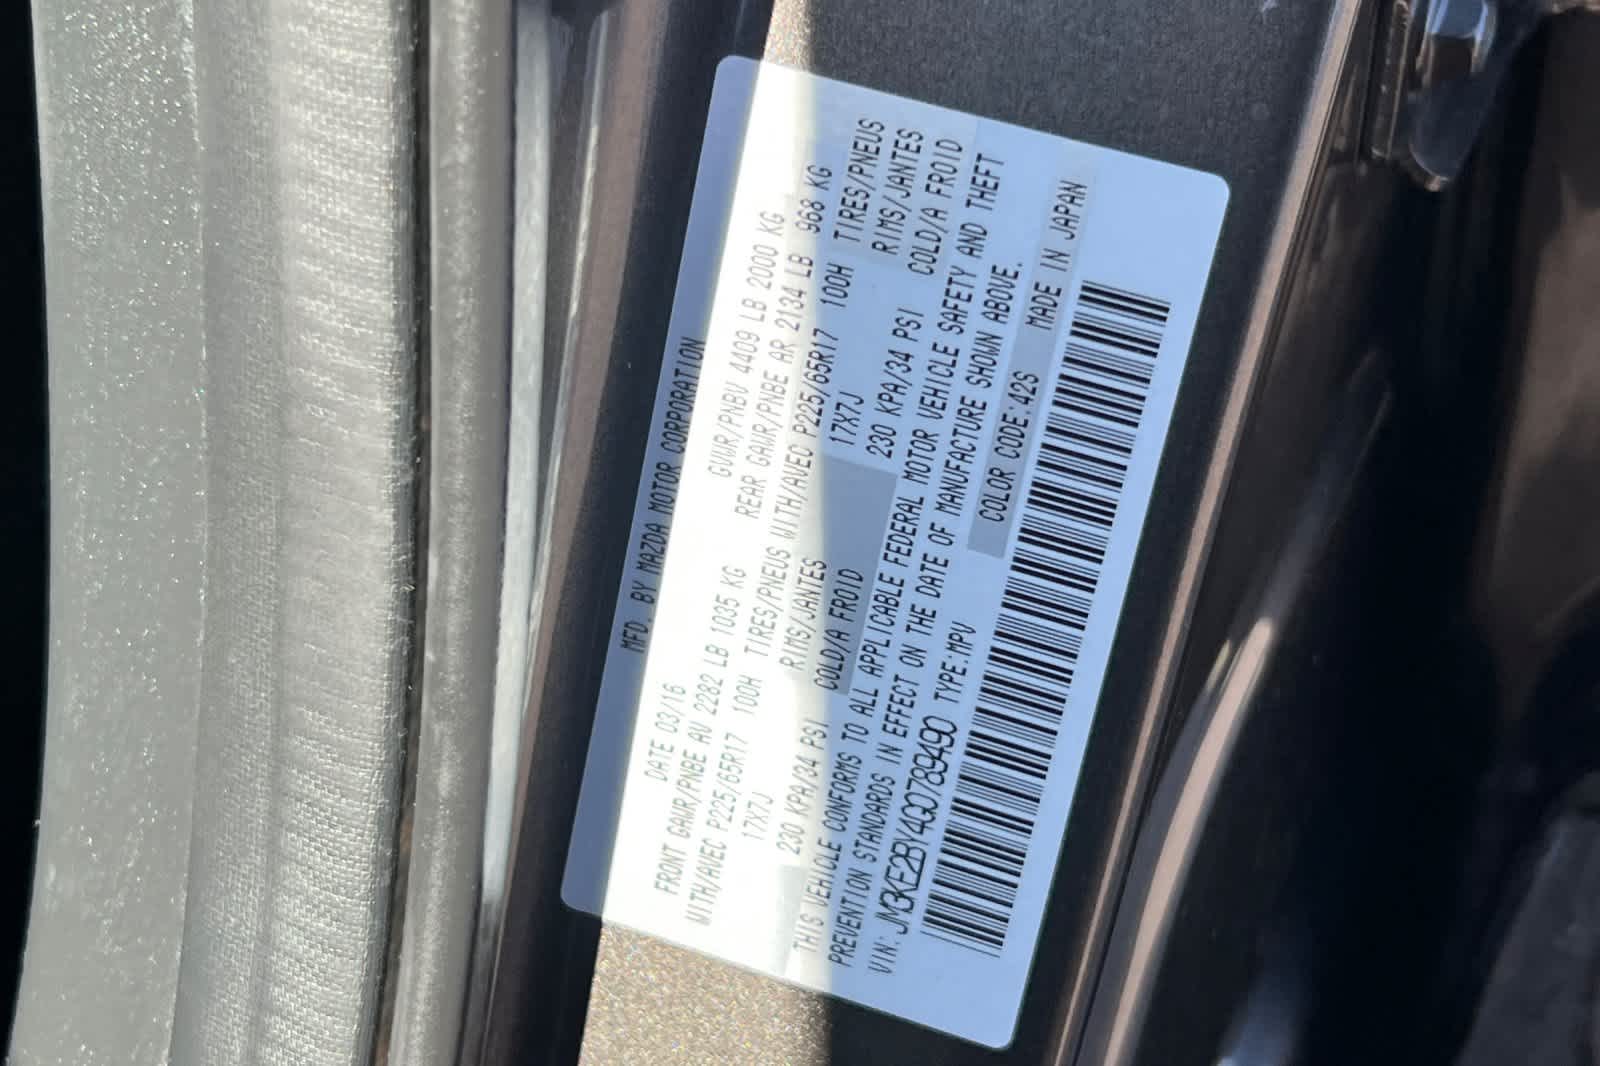 MFD. BY MAZDA MOTOR CORPORATION
DATE 03/16 GVWR/PNBV 4409 LB 2000 KG
FRONT GAWR/PNBE AV 2282 LB 1035 KG REAR GAWR/PNBE AR 2134 LB 968 KG
WITH/AVEC P225/65R17 100H TIRES/PNEUS WITH/AVEC P225/65R17 100H TIRES/PNEUS
17X7J RIMS/JANTES 17X7J RIMS/JANTES
230 KPA/34 PSI COLD/A FROID 230 KPA/34 PSI COLD/A FROID
THIS VEHICLE CONFORMS TO ALL APPLICABLE FEDERAL MOTOR VEHICLE SAFETY AND THEFT
PREVENTION STANDARDS IN EFFECT ON THE DATE OF MANUFACTURE SHOWN ABOVE.
VIN: JM3KE2BY4G0789490 TYPE:MPV COLOR CODE:42S MADE IN JAPAN